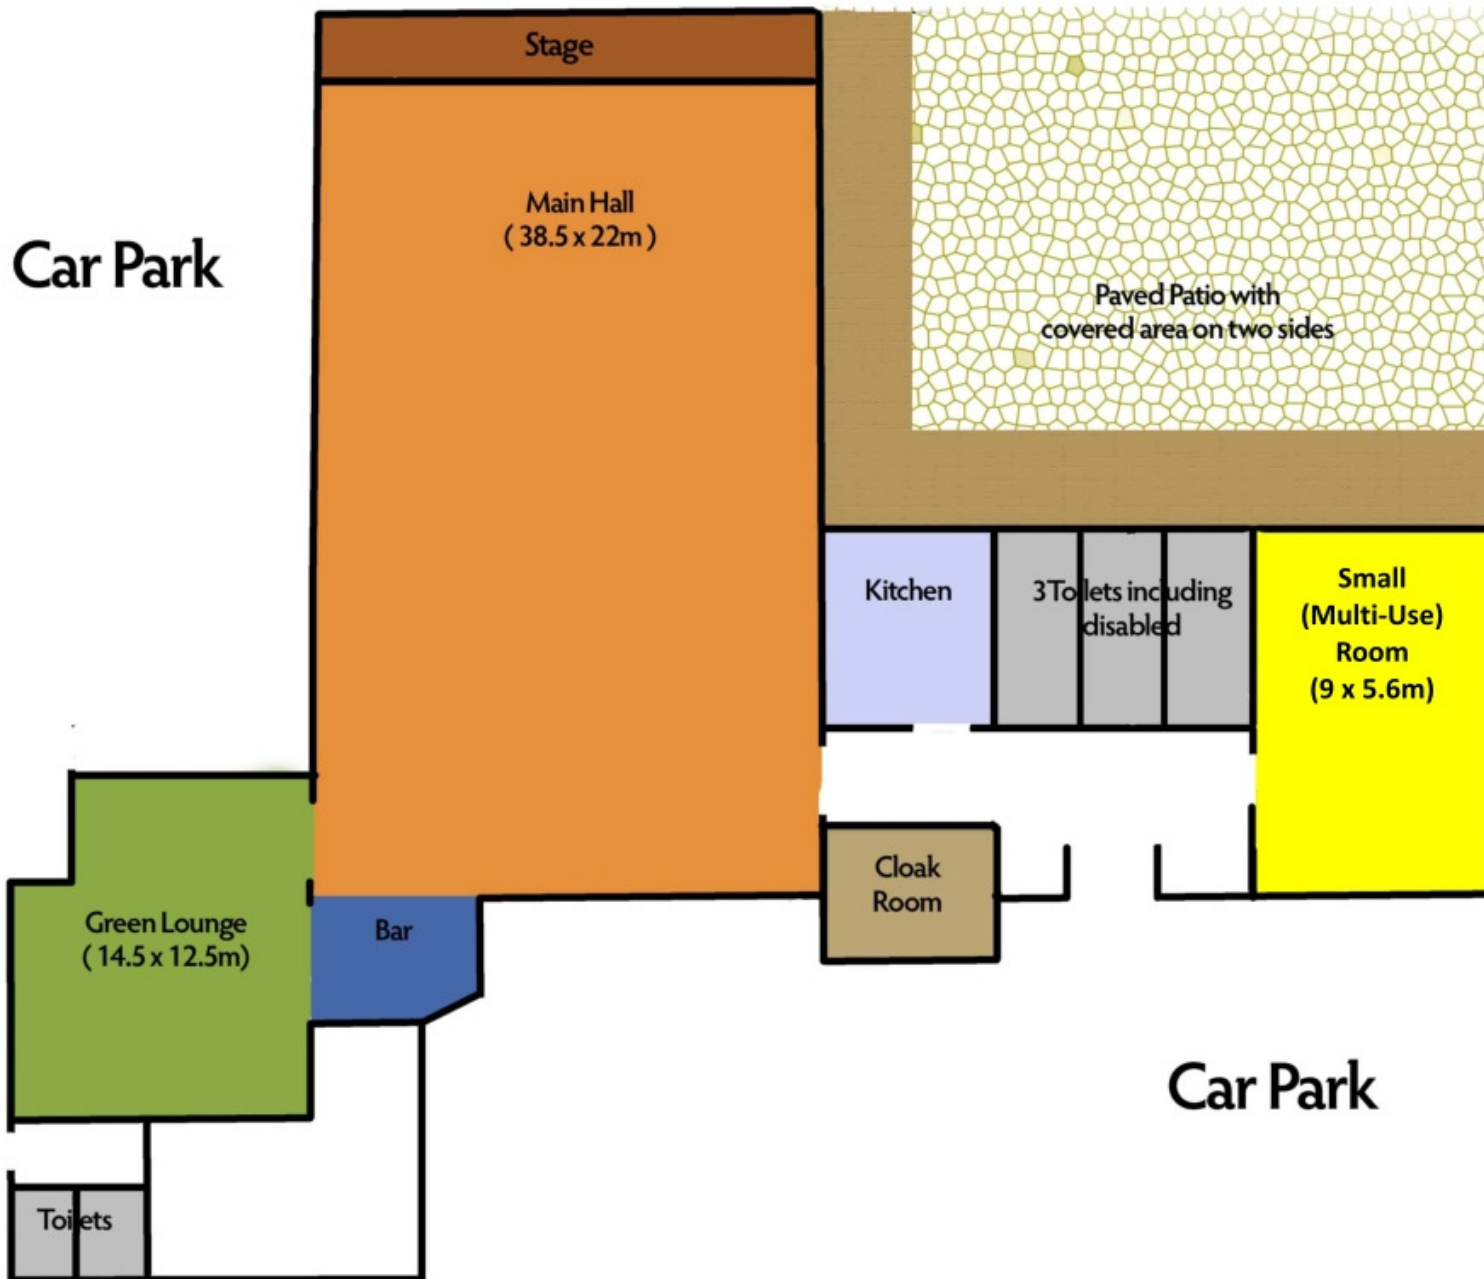 Stage
Main Hall
( 38.5 x 22m )
Car Park
Paved Patio with
covered area on two sides
Kitchen
3 Toilets including
disabled
Small
(Multi-Use)
Room
(9 x 5.6m)
Cloak
Room
Green Lounge
( 14.5 x 12.5m)
Bar
Car Park
Toilets